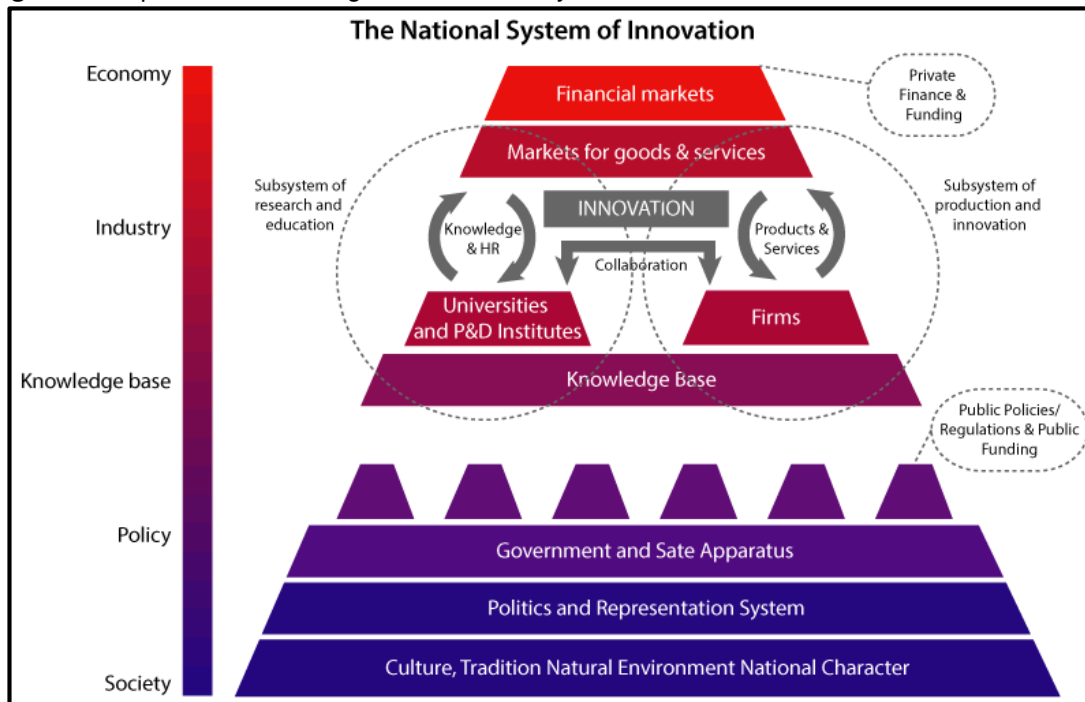 The National System of Innovation
Economy
Financial markets
Private
Finance &
Funding
Markets for goods & services
Subsystem of
research and
education
Subsystem of
production and
innovation
Industry
INNOVATION
Knowledge
& HR
Products &
Services
Collaboration
Universities
and P&D Institutes
Firms
Knowledge base
Knowledge Base
Public Policies/
Regulations & Public
Funding
Policy
Government and Sate Apparatus
Politics and Representation System
Culture, Tradition Natural Environment National Character
Society